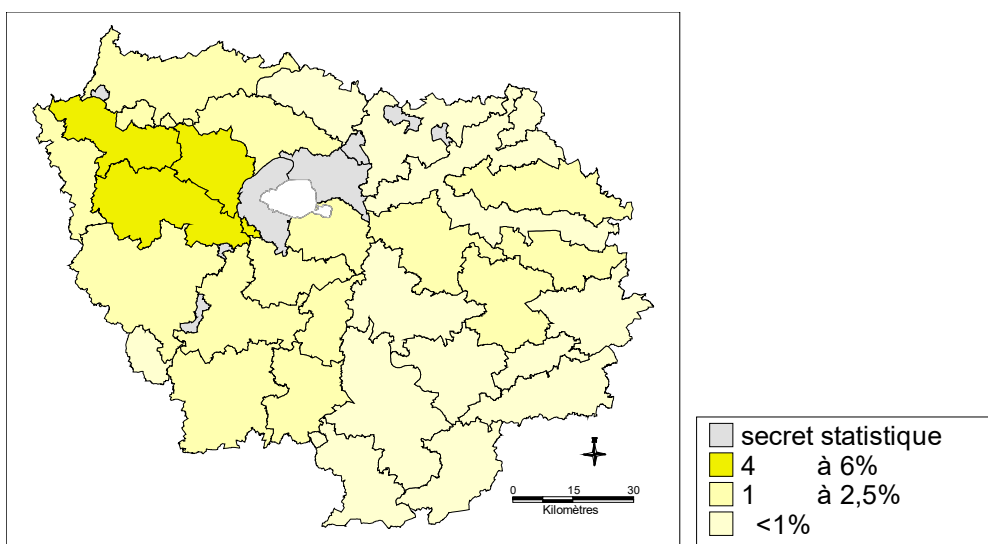 N
0 15 30
Kilomètres
secret statistique
4 à 6%
1 à 2,5%
<1%